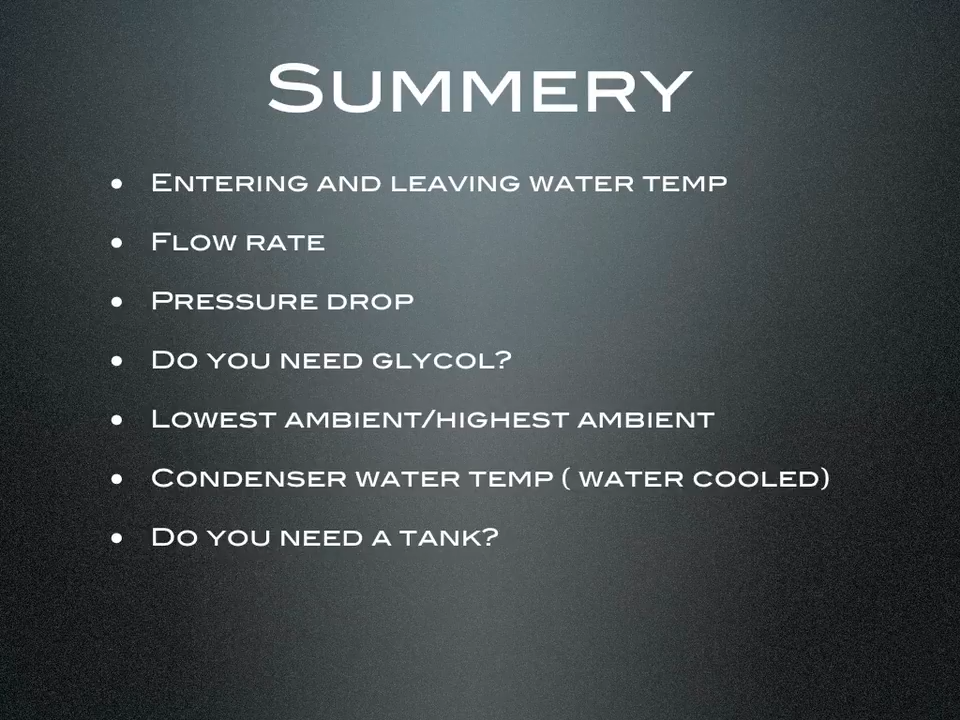 Summery
• Entering and leaving water temp
• Flow rate
• Pressure drop
• Do you need glycol?
• Lowest ambient/highest ambient
• Condenser water temp ( water cooled)
• Do you need a tank?